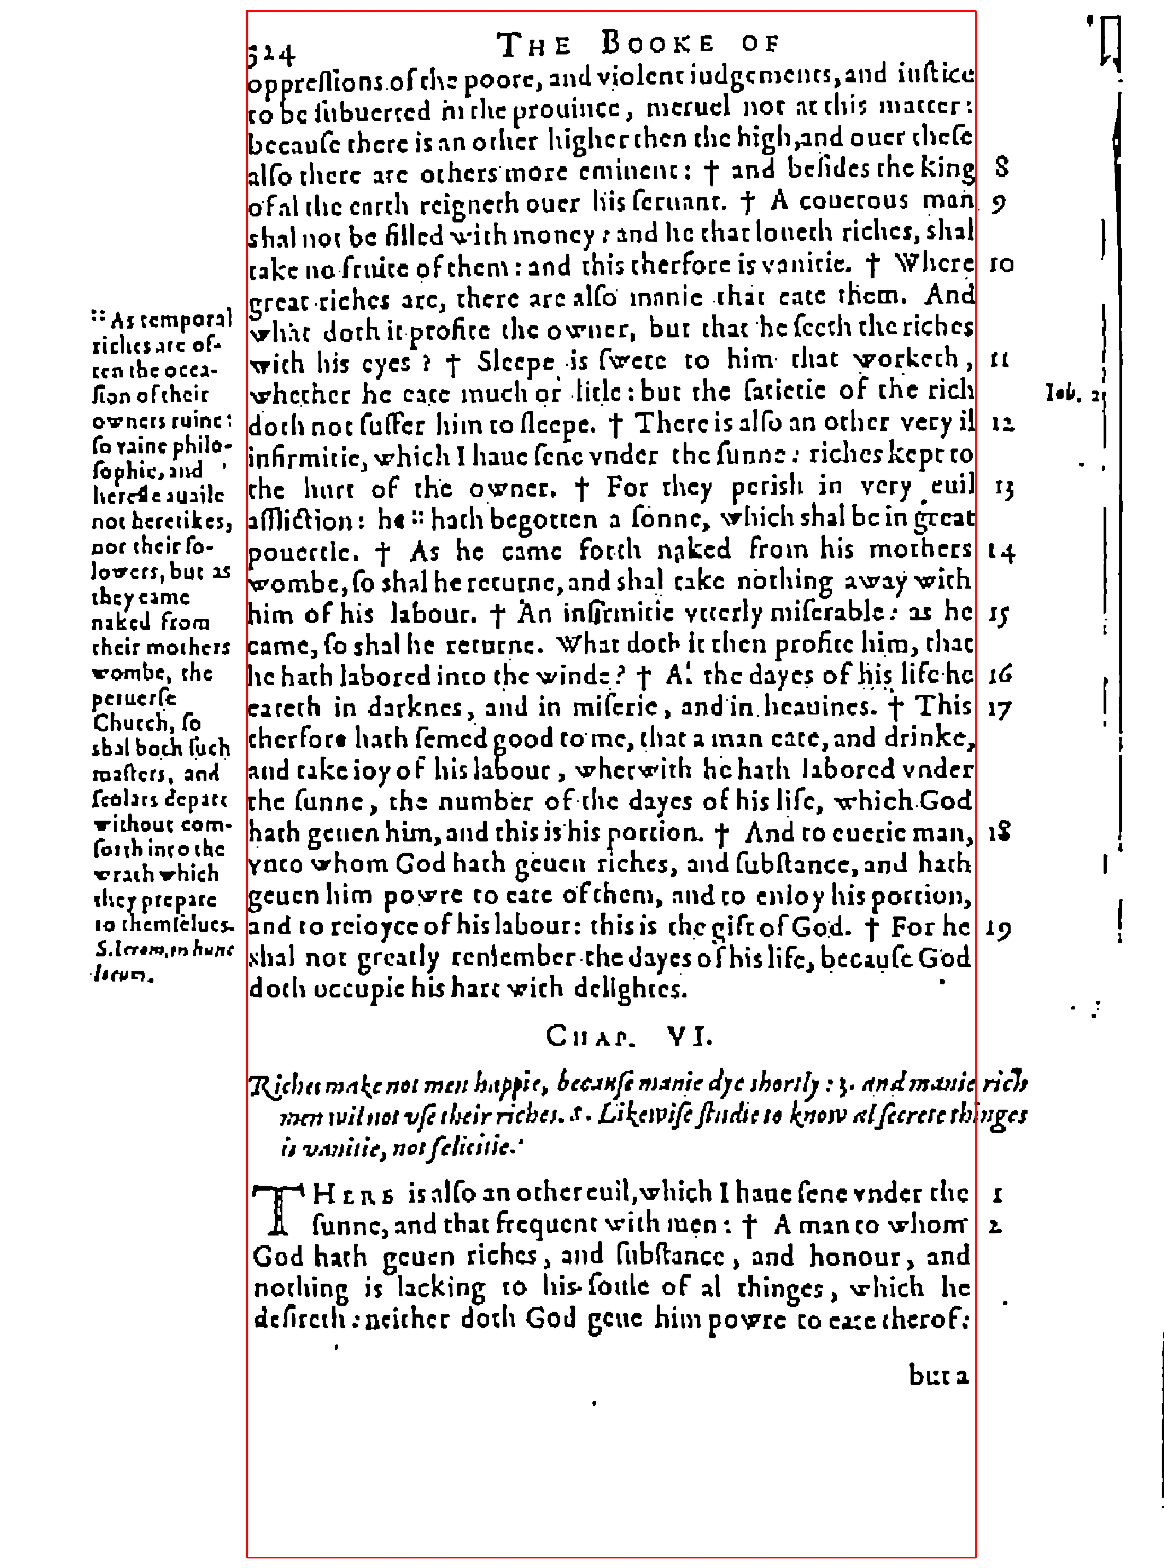 524 THE BOOKE OF
oppreſſions of the poore, and violent iudgements, and iuſtice
to be ſubuerted in the prouince, meruel not at this matter:
becauſe there is an other higher then the high, and ouer theſe
alſo there are others more eminent: † and beſides the king 8
of al the earth reigneth ouer his ſeruant. † A couetous man 9
shal not be filled with money: and he that loueth riches, shal
take no fruite of them: and this therfore is vanitie. † Where 10
great riches are, there are alſo manie that eate them. And
what doth it profite the owner, but that he ſeeth the riches
with his eyes? † Sleepe is ſwete to him that worketh, 11
whether he eate much or litle: but the ſatietie of the rich
doth not ſuffer him to ſleepe. † There is alſo an other very il 12
infirmitie, which I haue ſene vnder the ſunne: riches kept to
the hurt of the owner. † For they perish in very euil 13
affliction: he :: hath begotten a ſonne, which shal be in great
pouertie. † As he came forth naked from his mothers 14
wombe, ſo shal he returne, and shal take nothing away with
him of his labour. † An infirmitie vtterly miſerable: as he 15
came, ſo shal he returne. What doth it then profite him, that
he hath labored into the winde? † Al the dayes of his life he 16
eateth in darknes, and in miſerie, and in heauines. † This 17
therfore hath ſemed good to me, that a man eate, and drinke,
and take ioy of his labour, wherwith he hath labored vnder
the ſunne, the number of the dayes of his life, which God
hath geuen him, and this is his portion. † And to euerie man, 18
vnto whom God hath geuen riches, and ſubſtance, and hath
geuen him powre to eate of them, and to enioy his portion,
and to reioyce of his labour: this is the gift of God. † For he 19
shal not greatly remember the dayes of his life, becauſe God
doth occupie his hart with delightes.
:: As temporal
riches are of-
ten the occa-
ſion of their
owners ruine:
ſo vaine philo-
ſophie, and
hereſie auaile
not heretikes,
nor their fo-
lowers, but as
they came
naked from
their mothers
wombe, the
peruerſe
Church, ſo
shal both ſuch
maſters, and
ſcolars depart
without com-
forth into the
wrath which
they prepare
to themſelues.
S. Ierom. in hunc
locum.
Iob. 1.
CHAP. VI.
Riches make not men happie, becauſe manie dye shortly: 3. and manie rich
men wil not vſe their riches. 8. Likewiſe ſtudie to know al ſecrete thinges
is vanitie, not felicitie.
THERE is alſo an other euil, which I haue ſene vnder the 1
ſunne, and that frequent with men: † A man to whom 2
God hath geuen riches, and ſubſtance, and honour, and
nothing is lacking to his ſoule of al thinges, which he
deſireth: neither doth God geue him powre to eate therof:
but a